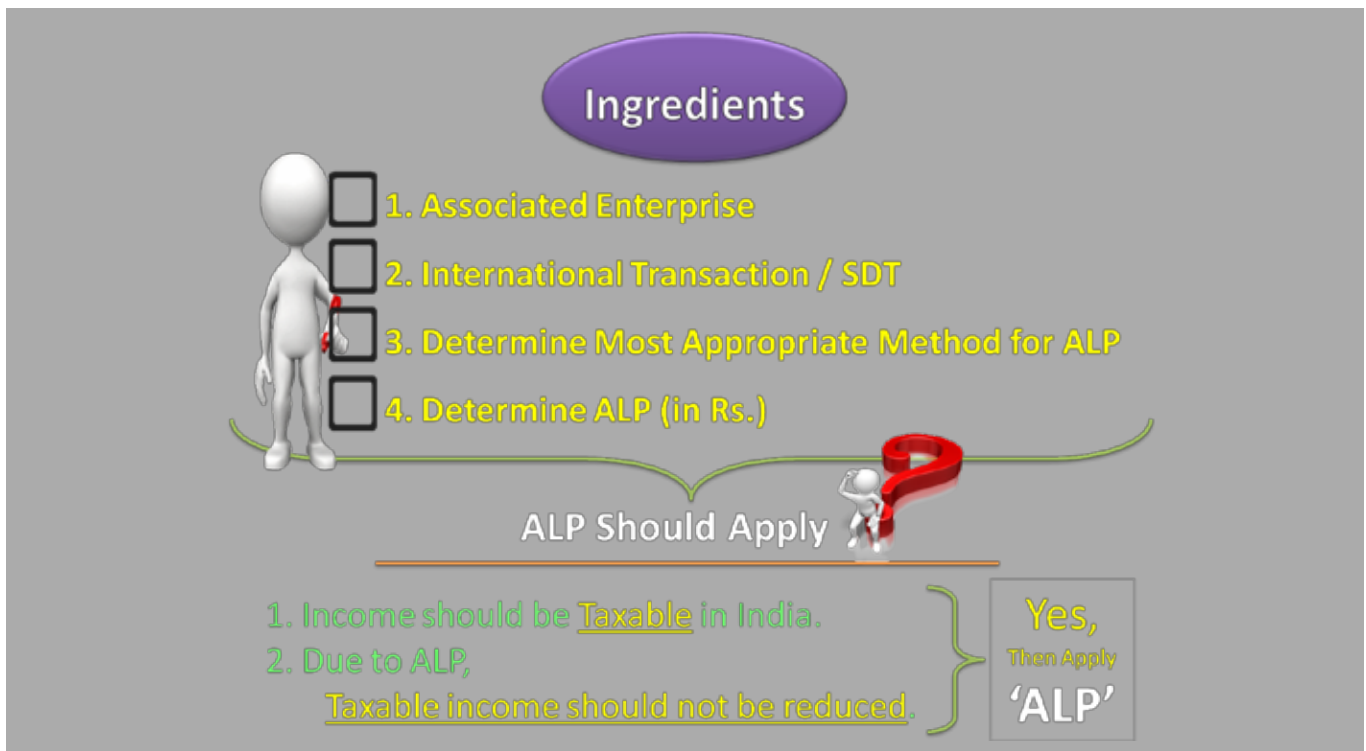 Ingredients
1. Associated Enterprise
2. International Transaction / SDT
3. Determine Most Appropriate Method for ALP
4. Determine ALP (in Rs.)
ALP Should Apply ?
1. Income should be Taxable in India.
2. Due to ALP,
Taxable income should not be reduced.
Yes,
Then Apply
‘ALP’